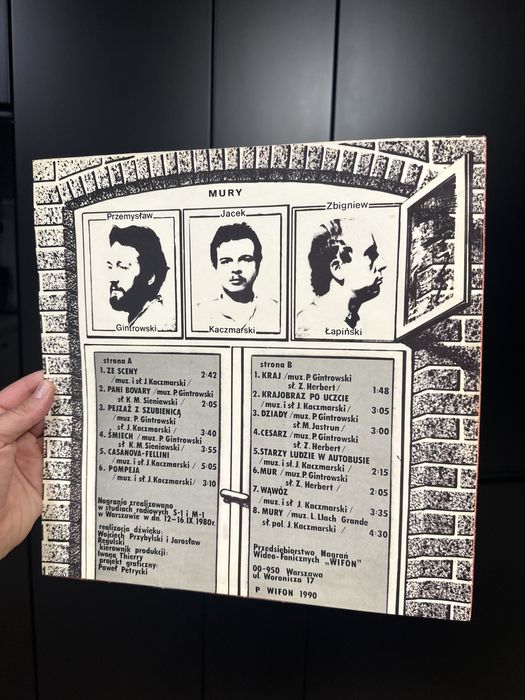 MURY
Przemysław
Gintrowski
Jacek
Kaczmarski
Zbigniew
Łapiński
strona A
1. ZE SCENY 2:42
/muz. i sł. J. Kaczmarski /
2. PANI BOVARY /muz. P. Gintrowski
sł. K. M. Sieniawski / 2:05
3. PEJZAŻ Z SZUBIENICĄ
/ muz. P. Gintrowski
sł. J. Kaczmarski / 3:40
4. ŚMIECH / muz. P. Gintrowski
sł K. M. Sieniawski / 3:55
5. CASANOVA-FELLINI
/ muz. i sł. J. Kaczmarski / 5:05
6. POMPEJA
/ muz. i sł. J. Kaczmarski / 3:10
Nagrania zrealizowano
w studiach radiowych S-1 i M-1
w Warszawie w dn. 12–16.IX 1980r.
realizacja dźwięku:
Wojciech Przybylski i Jarosław
Regulski
kierownik produkcji:
Iwona Thierry
projekt graficzny:
Paweł Petrycki
strona B
1. KRAJ /muz. P. Gintrowski
sł. Z. Herbert / 1:48
2. KRAJOBRAZ PO UCZCIE
/ muz. i sł. J. Kaczmarski / 3:05
3. DZIADY /muz. P. Gintrowski
sł. M. Jastrun / 3:00
4. CESARZ /muz. P. Gintrowski
sł. Z. Herbert /
5. STARZY LUDZIE W AUTOBUSIE
/ muz. i sł. J. Kaczmarski / 2:15
6. MUR / muz. P. Gintrowski
sł. Z. Herbert / 2:05
7. WĄWÓZ
/ muz. i sł. J. Kaczmarski / 3:35
8. MURY / muz. L. Llach Grande
sł pol. J. Kaczmarski / 4:30
Przedsiębiorstwo Nagrań
Wideo-Fonicznych „WIFON"
00-950 Warszawa
ul. Woronicza 17
P WIFON 1990